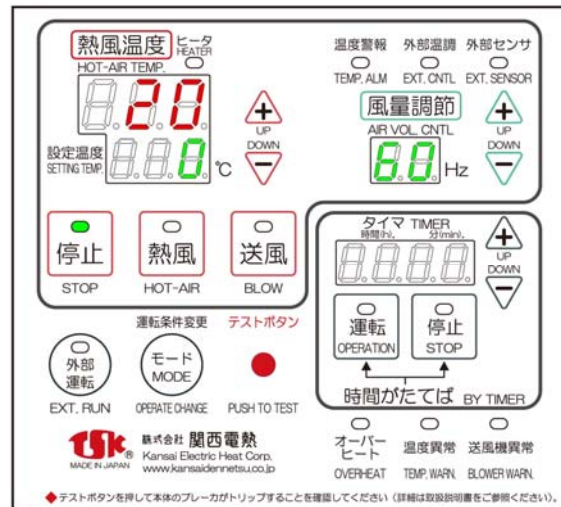 熱風温度 ヒータ
HEATER
HOT-AIR TEMP.
20
設定温度
SETTING TEMP.
0 ℃
+
UP
DOWN
−
温度警報 外部温調 外部センサ
TEMP. ALM EXT. CNTL EXT. SENSOR
風量調節
AIR VOL. CNTL
60 Hz
+
UP
DOWN
−
停止
STOP
熱風
HOT-AIR
送風
BLOW
タイマ TIMER
時間(h). 分(min).
+
UP
DOWN
−
運転
OPERATION
停止
STOP
時間がたてば BY TIMER
運転条件変更 テストボタン
外部
運転
EXT. RUN
モード
MODE
OPERATE CHANGE
PUSH TO TEST
オーバー
ヒート
OVERHEAT
温度異常
TEMP. WARN.
送風機異常
BLOWER WARN.
TSK®
MADE IN JAPAN
株式会社 関西電熱
Kansai Electric Heat Corp.
www.kansaidennetsu.co.jp
◆テストボタンを押して本体のブレーカがトリップすることを確認してください（詳細は取扱説明書をご参照ください）。